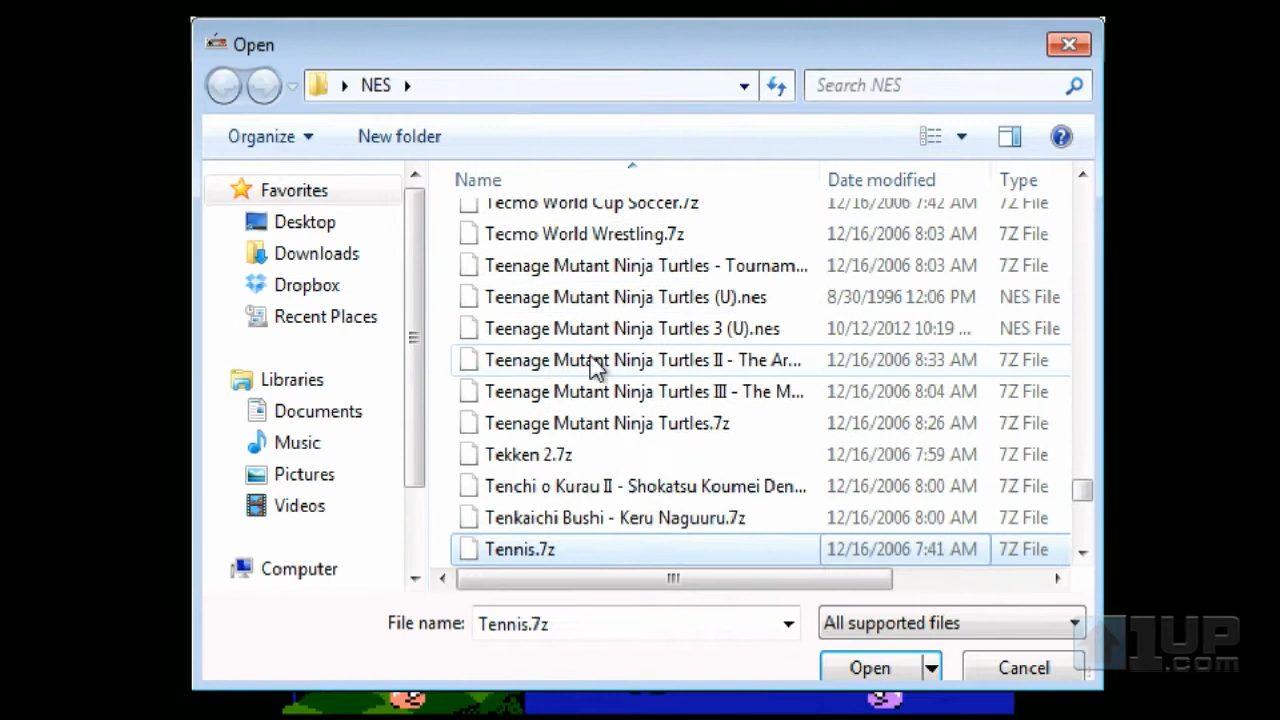 Open
NES
Search NES
Organize
New folder
Name Date modified Type
Favorites
Desktop
Downloads
Dropbox
Recent Places
Libraries
Documents
Music
Pictures
Videos
Computer
Tecmo World Cup Soccer.7z 12/16/2006 7:42 AM 7Z File
Tecmo World Wrestling.7z 12/16/2006 8:03 AM 7Z File
Teenage Mutant Ninja Turtles - Tournam... 12/16/2006 8:03 AM 7Z File
Teenage Mutant Ninja Turtles (U).nes 8/30/1996 12:06 PM NES File
Teenage Mutant Ninja Turtles 3 (U).nes 10/12/2012 10:19 ... NES File
Teenage Mutant Ninja Turtles II - The Ar... 12/16/2006 8:33 AM 7Z File
Teenage Mutant Ninja Turtles III - The M... 12/16/2006 8:04 AM 7Z File
Teenage Mutant Ninja Turtles.7z 12/16/2006 8:26 AM 7Z File
Tekken 2.7z 12/16/2006 7:59 AM 7Z File
Tenchi o Kurau II - Shokatsu Koumei Den... 12/16/2006 8:00 AM 7Z File
Tenkaichi Bushi - Keru Naguuru.7z 12/16/2006 8:00 AM 7Z File
Tennis.7z 12/16/2006 7:41 AM 7Z File
File name: Tennis.7z All supported files
Open Cancel
1UP
.com